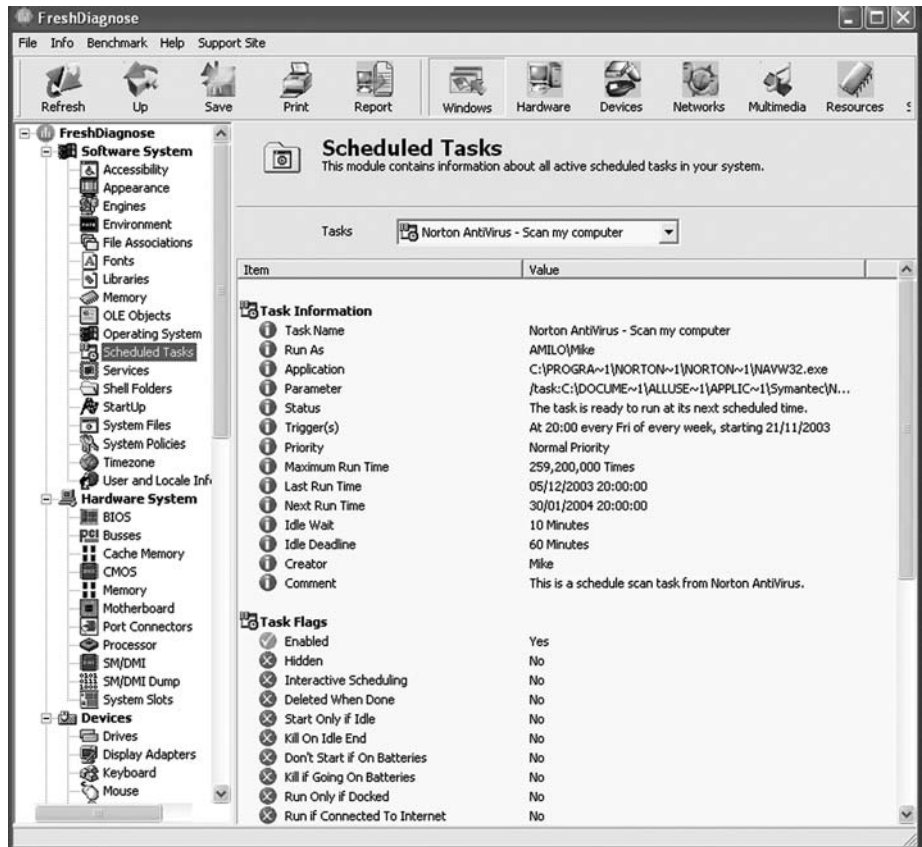 FreshDiagnose
File Info Benchmark Help Support Site
Refresh Up Save Print Report Windows Hardware Devices Networks Multimedia Resources
FreshDiagnose
Software System
Accessibility
Appearance
Engines
Environment
File Associations
Fonts
Libraries
Memory
OLE Objects
Operating System
Scheduled Tasks
Services
Shell Folders
StartUp
System Files
System Policies
Timezone
User and Locale Inf
Hardware System
BIOS
PCI Busses
Cache Memory
CMOS
Memory
Motherboard
Port Connectors
Processor
SM/DMI
SM/DMI Dump
System Slots
Devices
Drives
Display Adapters
Keyboard
Mouse
Scheduled Tasks
This module contains information about all active scheduled tasks in your system.
Tasks Norton AntiVirus - Scan my computer
Item Value
Task Information
Task Name Norton AntiVirus - Scan my computer
Run As AMILO\Mike
Application C:\PROGRA~1\NORTON~1\NORTON~1\NAVW32.exe
Parameter /task:C:\DOCUME~1\ALLUSE~1\APPLIC~1\Symantec\N...
Status The task is ready to run at its next scheduled time.
Trigger(s) At 20:00 every Fri of every week, starting 21/11/2003
Priority Normal Priority
Maximum Run Time 259,200,000 Times
Last Run Time 05/12/2003 20:00:00
Next Run Time 30/01/2004 20:00:00
Idle Wait 10 Minutes
Idle Deadline 60 Minutes
Creator Mike
Comment This is a schedule scan task from Norton AntiVirus.
Task Flags
Enabled Yes
Hidden No
Interactive Scheduling No
Deleted When Done No
Start Only if Idle No
Kill On Idle End No
Don't Start if On Batteries No
Kill if Going On Batteries No
Run Only if Docked No
Run if Connected To Internet No